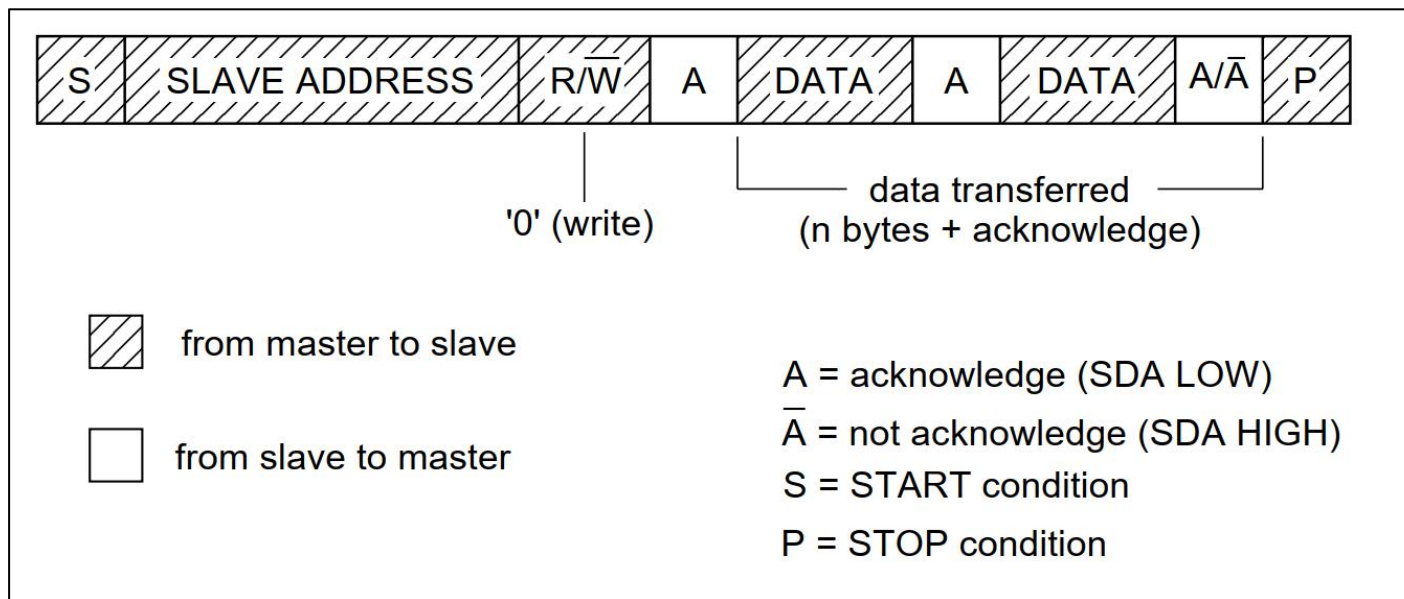 S SLAVE ADDRESS R/W̅ A DATA A DATA A/A̅ P
data transferred
'0' (write) (n bytes + acknowledge)
from master to slave
A = acknowledge (SDA LOW)
A̅ = not acknowledge (SDA HIGH)
from slave to master
S = START condition
P = STOP condition